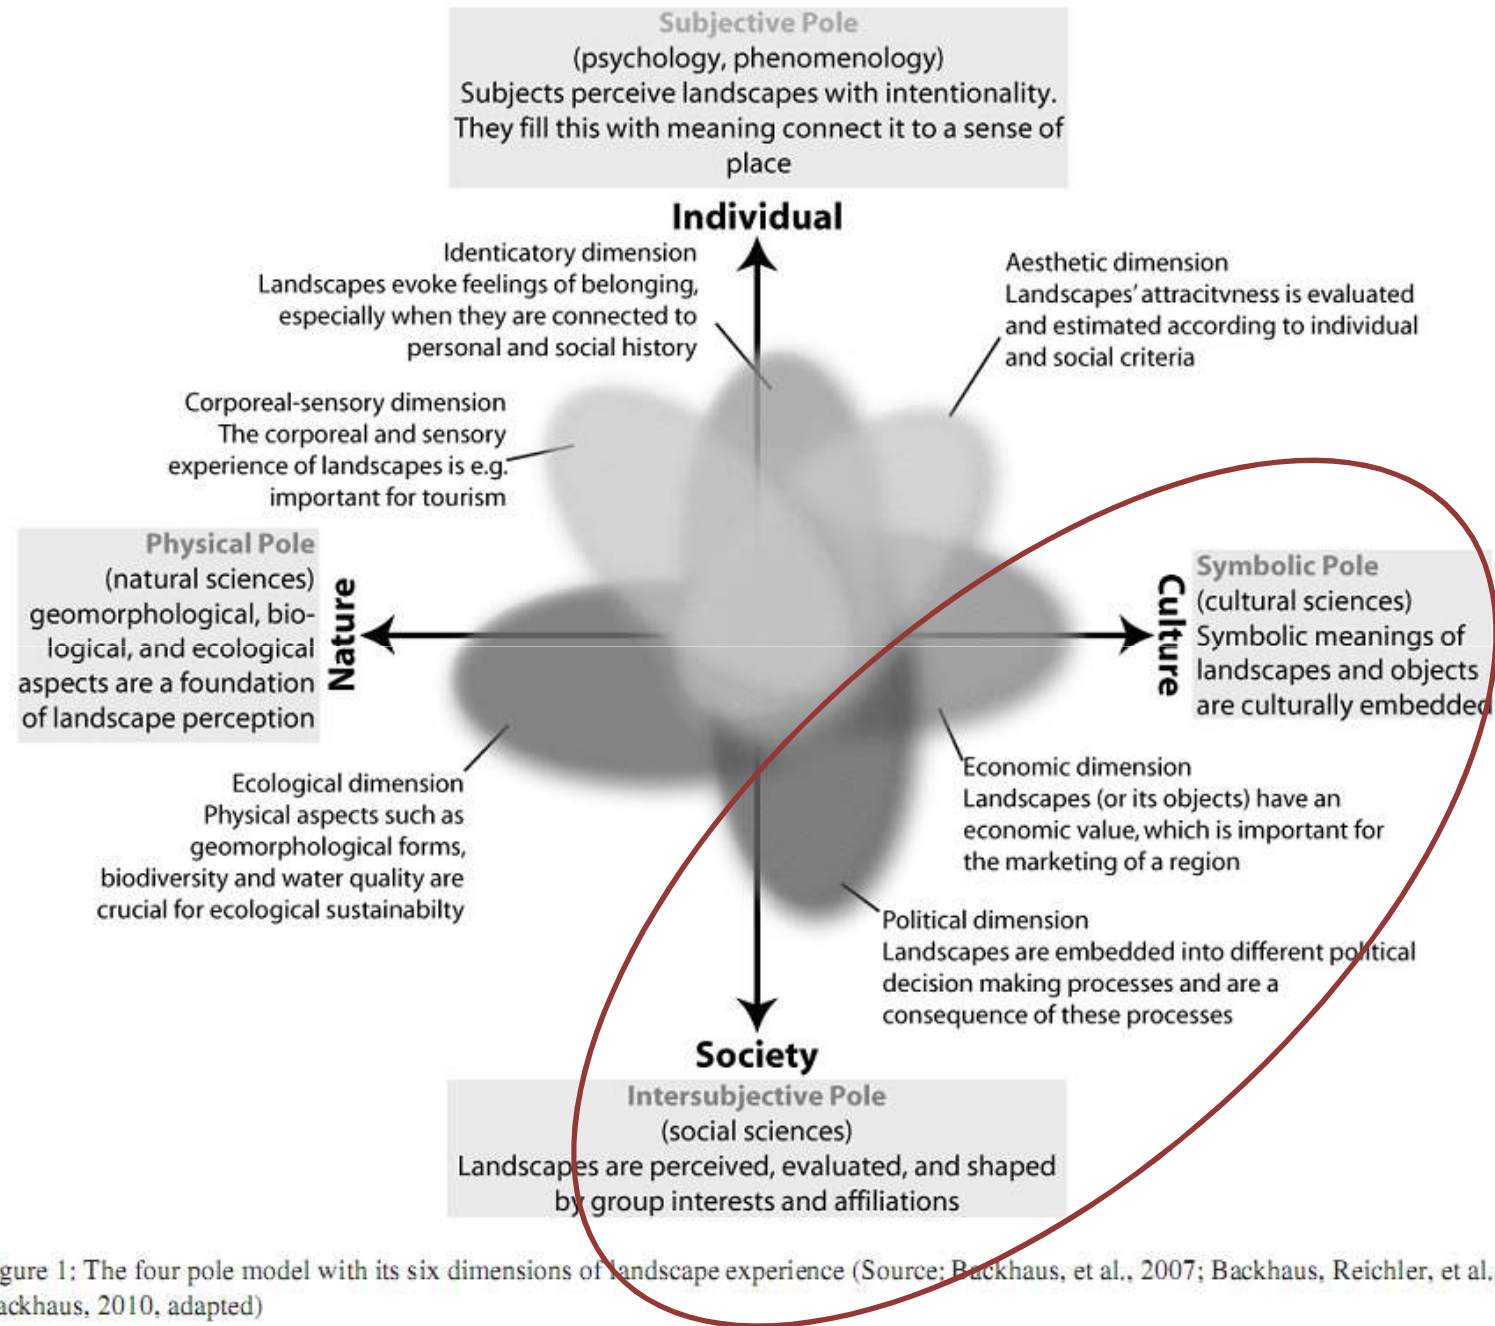 Subjective Pole
(psychology, phenomenology)
Subjects perceive landscapes with intentionality.
They fill this with meaning connect it to a sense of
place
Individual
Identicatory dimension
Landscapes evoke feelings of belonging,
especially when they are connected to
personal and social history
Aesthetic dimension
Landscapes' attracitvness is evaluated
and estimated according to individual
and social criteria
Corporeal-sensory dimension
The corporeal and sensory
experience of landscapes is e.g.
important for tourism
Physical Pole
(natural sciences)
geomorphological, bio-
logical, and ecological
aspects are a foundation
of landscape perception
Nature
Culture
Symbolic Pole
(cultural sciences)
Symbolic meanings of
landscapes and objects
are culturally embedded
Ecological dimension
Physical aspects such as
geomorphological forms,
biodiversity and water quality are
crucial for ecological sustainabilty
Economic dimension
Landscapes (or its objects) have an
economic value, which is important for
the marketing of a region
Political dimension
Landscapes are embedded into different political
decision making processes and are a
consequence of these processes
Society
Intersubjective Pole
(social sciences)
Landscapes are perceived, evaluated, and shaped
by group interests and affiliations
gure 1: The four pole model with its six dimensions of landscape experience (Source: Backhaus, et al., 2007; Backhaus, Reichler, et al.
ackhaus, 2010, adapted)